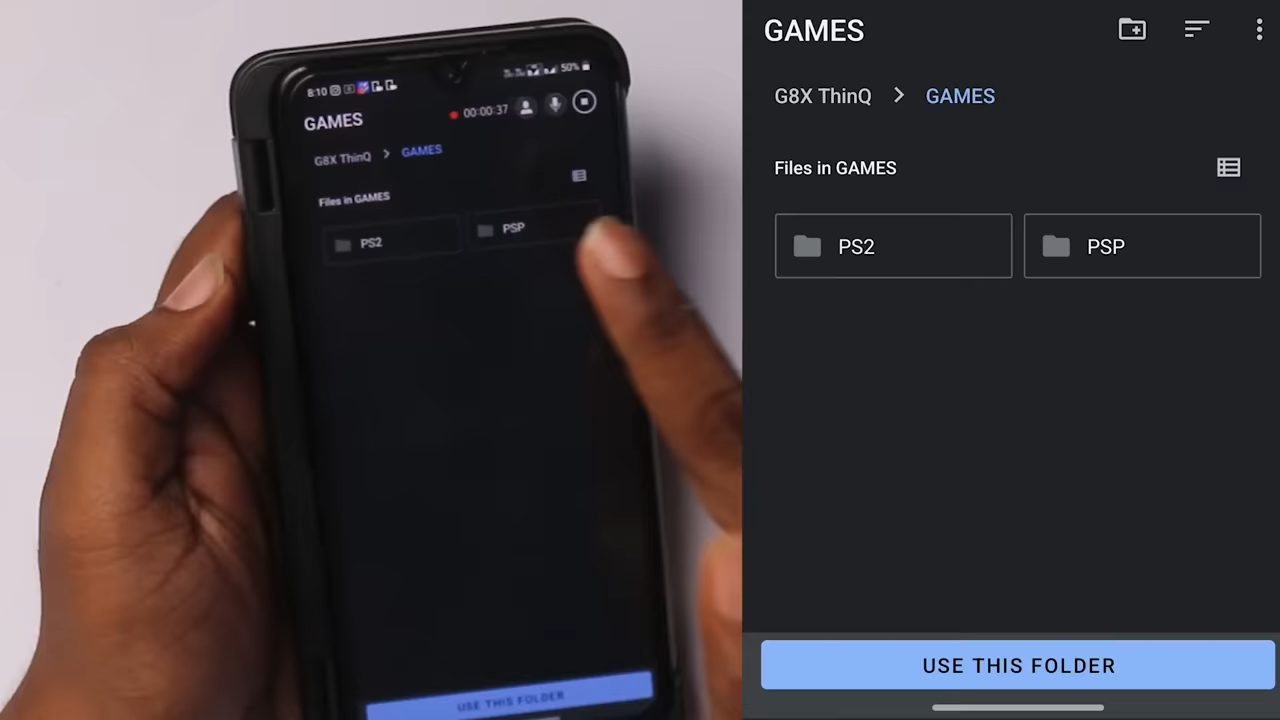 8:10
50%
GAMES
00:00:37
G8X ThinQ > GAMES
Files in GAMES
PS2
PSP
USE THIS FOLDER
GAMES
G8X ThinQ > GAMES
Files in GAMES
PS2
PSP
USE THIS FOLDER